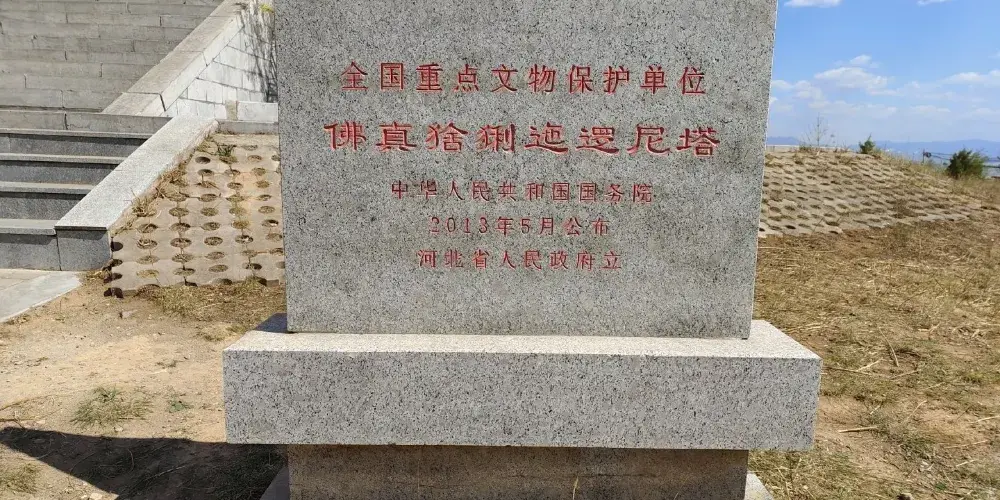 全国重点文物保护单位
佛真猞猁迤逻尼塔
中华人民共和国国务院
2013年5月公布
河北省人民政府立